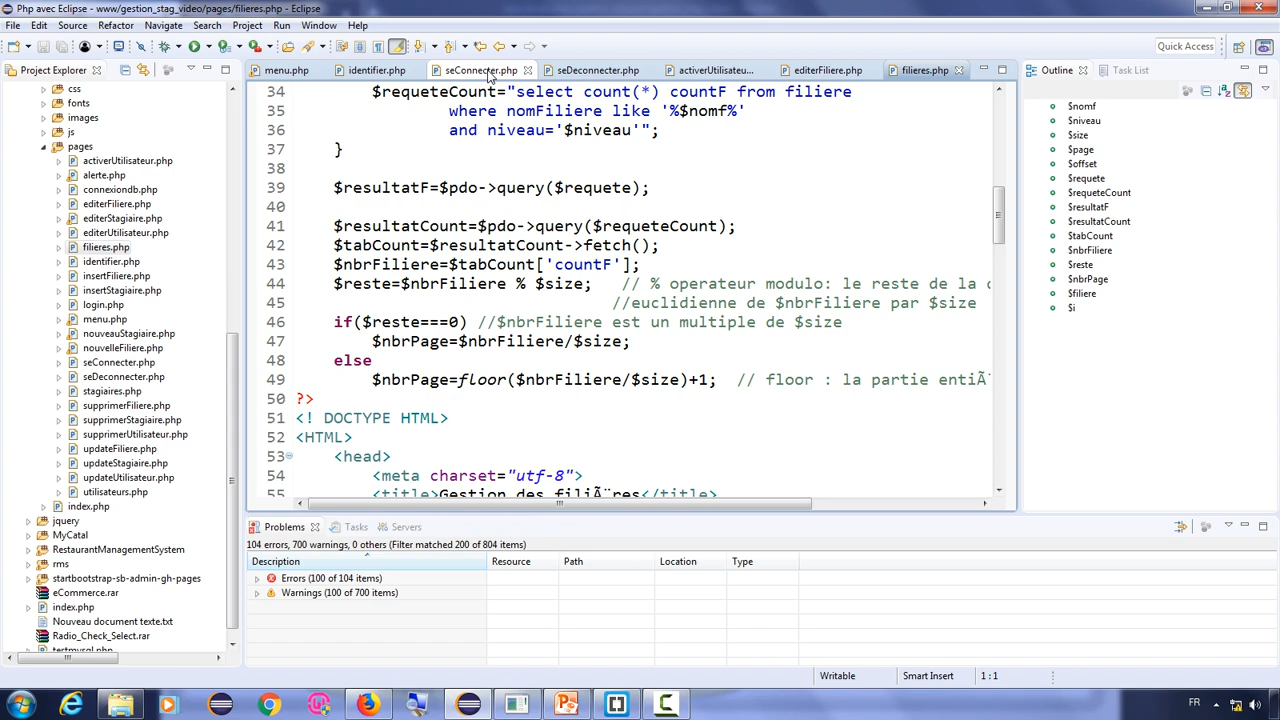 Php avec Eclipse - www/gestion_stag_video/pages/filieres.php - Eclipse
File Edit Source Refactor Navigate Search Project Run Window Help
Quick Access
Project Explorer
menu.php identifier.php seConnecter.php seDeconnecter.php activerUtilisateu... editerFiliere.php filieres.php
Outline Task List
css
fonts
images
js
pages
activerUtilisateur.php
alerte.php
connexiondb.php
editerFiliere.php
editerStagiaire.php
editerUtilisateur.php
filieres.php
identifier.php
insertFiliere.php
insertStagiaire.php
login.php
menu.php
nouveauStagiaire.php
nouvelleFiliere.php
seConnecter.php
seDeconnecter.php
stagiaires.php
supprimerFiliere.php
supprimerStagiaire.php
supprimerUtilisateur.php
updateFiliere.php
updateStagiaire.php
updateUtilisateur.php
utilisateurs.php
index.php
jquery
MyCatal
RestaurantManagementSystem
rms
startbootstrap-sb-admin-gh-pages
eCommerce.rar
index.php
Nouveau document texte.txt
Radio_Check_Select.rar
testmysql.php
34 $requeteCount="select count(*) countF from filiere
35 where nomFiliere like '%$nomf%'
36 and niveau='$niveau'";
37 }
38
39 $resultatF=$pdo->query($requete);
40
41 $resultatCount=$pdo->query($requeteCount);
42 $tabCount=$resultatCount->fetch();
43 $nbrFiliere=$tabCount['countF'];
44 $reste=$nbrFiliere % $size; // % operateur modulo: le reste de la
45 //euclidienne de $nbrFiliere par $size
46 if($reste===0) //$nbrFiliere est un multiple de $size
47 $nbrPage=$nbrFiliere/$size;
48 else
49 $nbrPage=floor($nbrFiliere/$size)+1; // floor : la partie entiÃ
50 ?>
51 <! DOCTYPE HTML>
52 <HTML>
53 <head>
54 <meta charset="utf-8">
55 <title>Gestion des filiÃ¨res</title>
$nomf
$niveau
$size
$page
$offset
$requete
$requeteCount
$resultatF
$resultatCount
$tabCount
$nbrFiliere
$reste
$nbrPage
$filiere
$i
Problems Tasks Servers
104 errors, 700 warnings, 0 others (Filter matched 200 of 804 items)
Description Resource Path Location Type
Errors (100 of 104 items)
Warnings (100 of 700 items)
Writable Smart Insert 1 : 1
FR